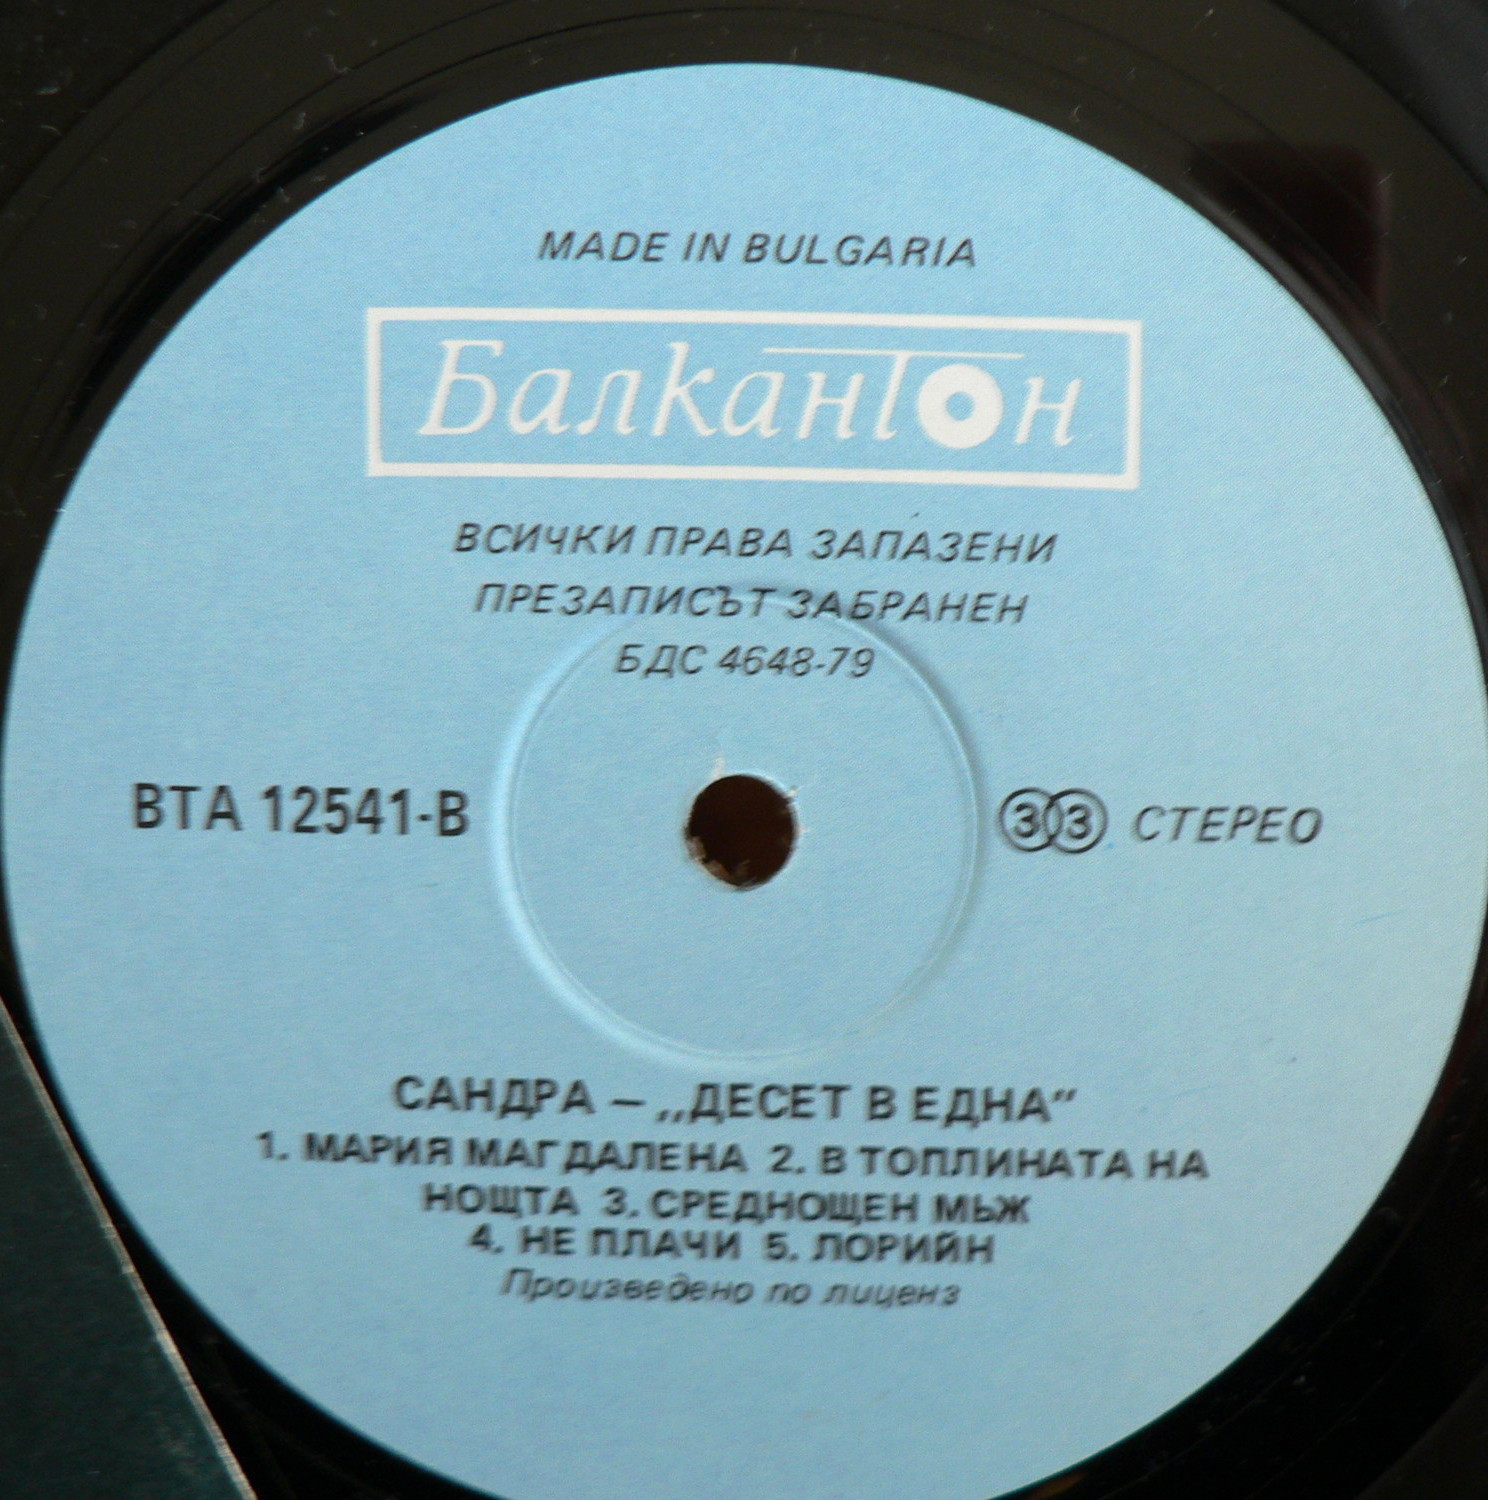 MADE IN BULGARIA
Балкантон
ВСИЧКИ ПРАВА ЗАПАЗЕНИ
ПРЕЗАПИСЪТ ЗАБРАНЕН
БДС 4648-79
ВТА 12541-В
33 СТЕРЕО
САНДРА – „ДЕСЕТ В ЕДНА”
1. МАРИЯ МАГДАЛЕНА 2. В ТОПЛИНАТА НА
НОЩТА 3. СРЕДНОЩЕН МЬЖ
4. НЕ ПЛАЧИ 5. ЛОРИЙН
Произведено по лиценз